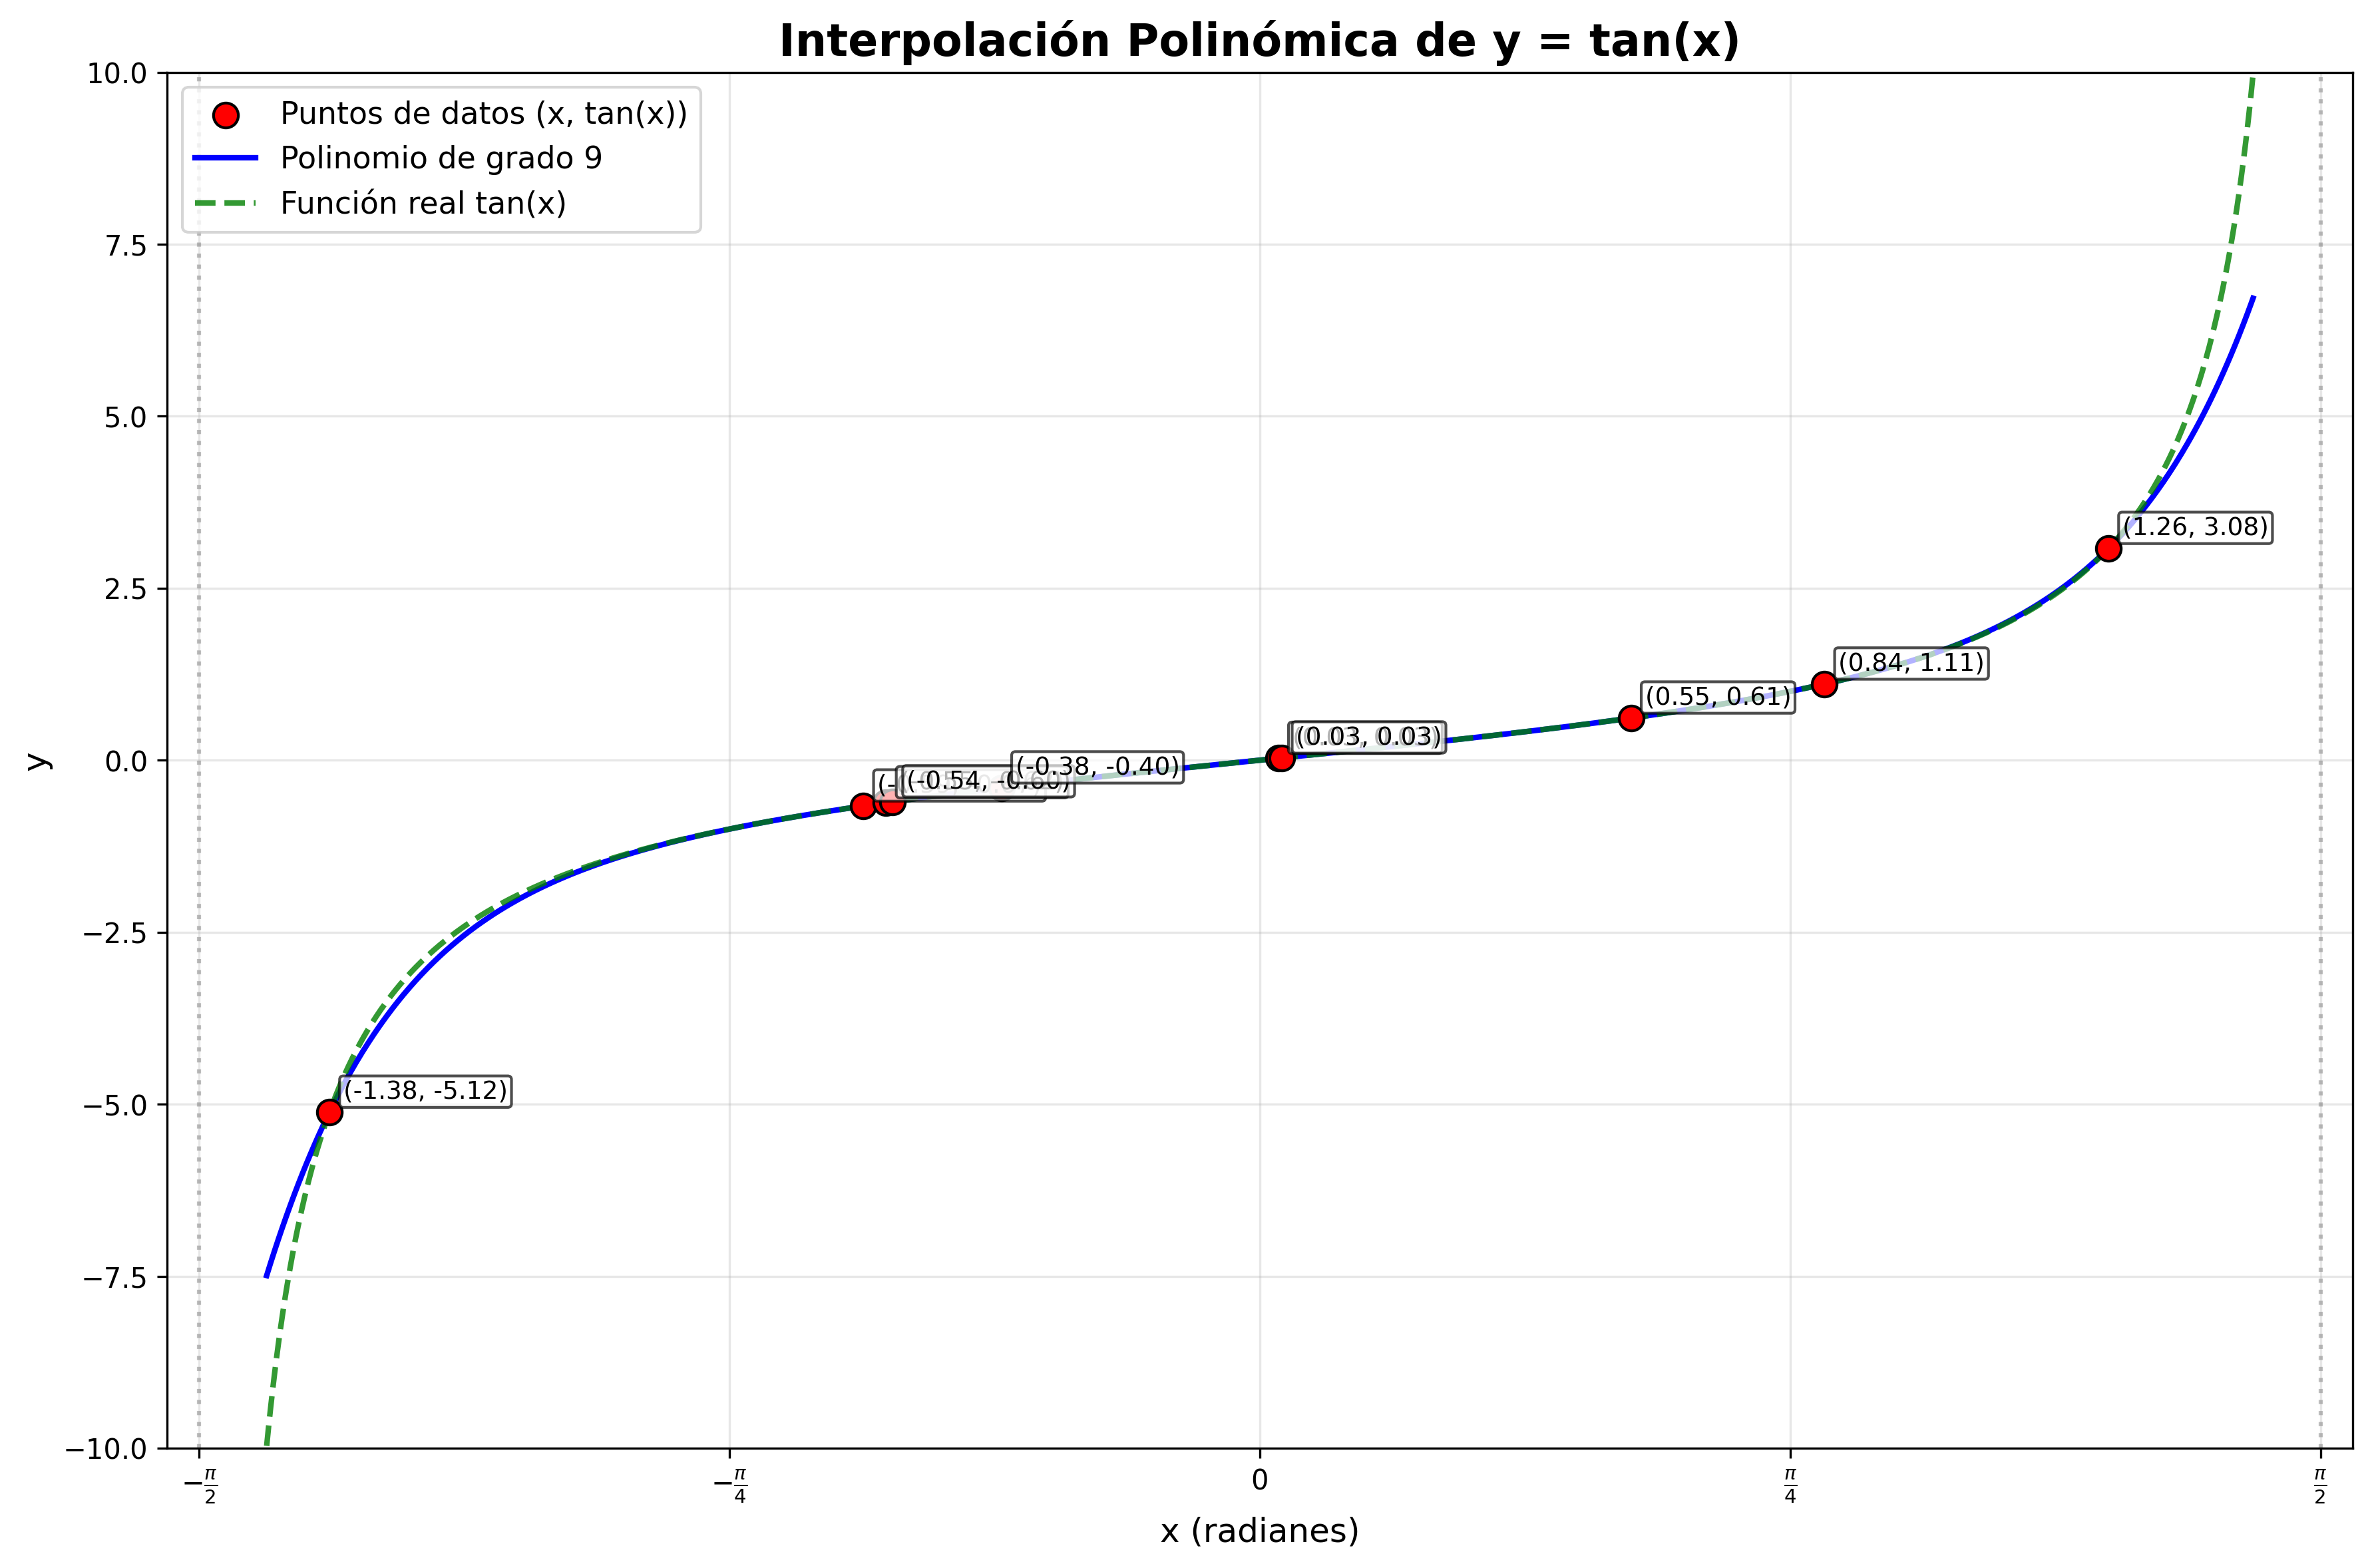 Interpolación Polinómica de y = tan(x)
10.0
7.5
5.0
2.5
0.0
−2.5
−5.0
−7.5
−10.0
y
Puntos de datos (x, tan(x))
Polinomio de grado 9
Función real tan(x)
(1.26, 3.08)
(0.84, 1.11)
(0.55, 0.61)
(0.03, 0.03)
(-0.38, -0.40)
(-0.54, -0.60)
(-1.38, -5.12)
−π/2
−π/4
0
π/4
π/2
x (radianes)